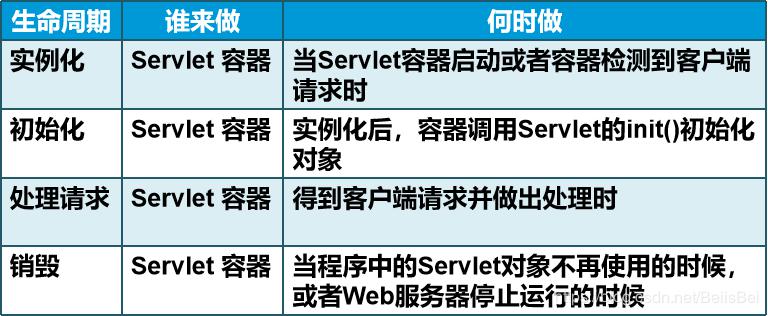 生命周期 谁来做 何时做
实例化 Servlet 容器 当Servlet容器启动或者容器检测到客户端
请求时
初始化 Servlet 容器 实例化后，容器调用Servlet的init()初始化
对象
处理请求 Servlet 容器 得到客户端请求并做出处理时
销毁 Servlet 容器 当程序中的Servlet对象不再使用的时候，
或者Web服务器停止运行的时候
csdn.net/BeiisBei